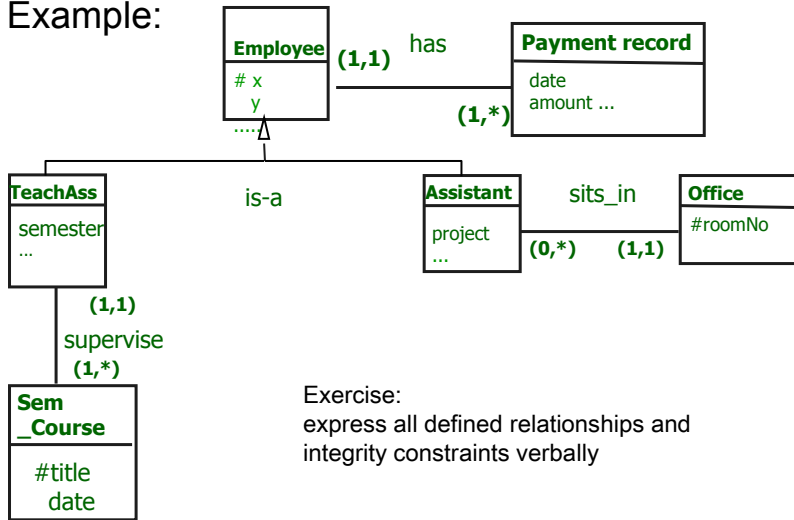 Example:
Employee
# x
y
.....
(1,1)
has
(1,*)
Payment record
date
amount ...
TeachAss
semester
...
is-a
Assistant
project
...
sits_in
(0,*)
(1,1)
Office
#roomNo
(1,1)
supervise
(1,*)
Sem
_Course
#title
date
Exercise:
express all defined relationships and
integrity constraints verbally